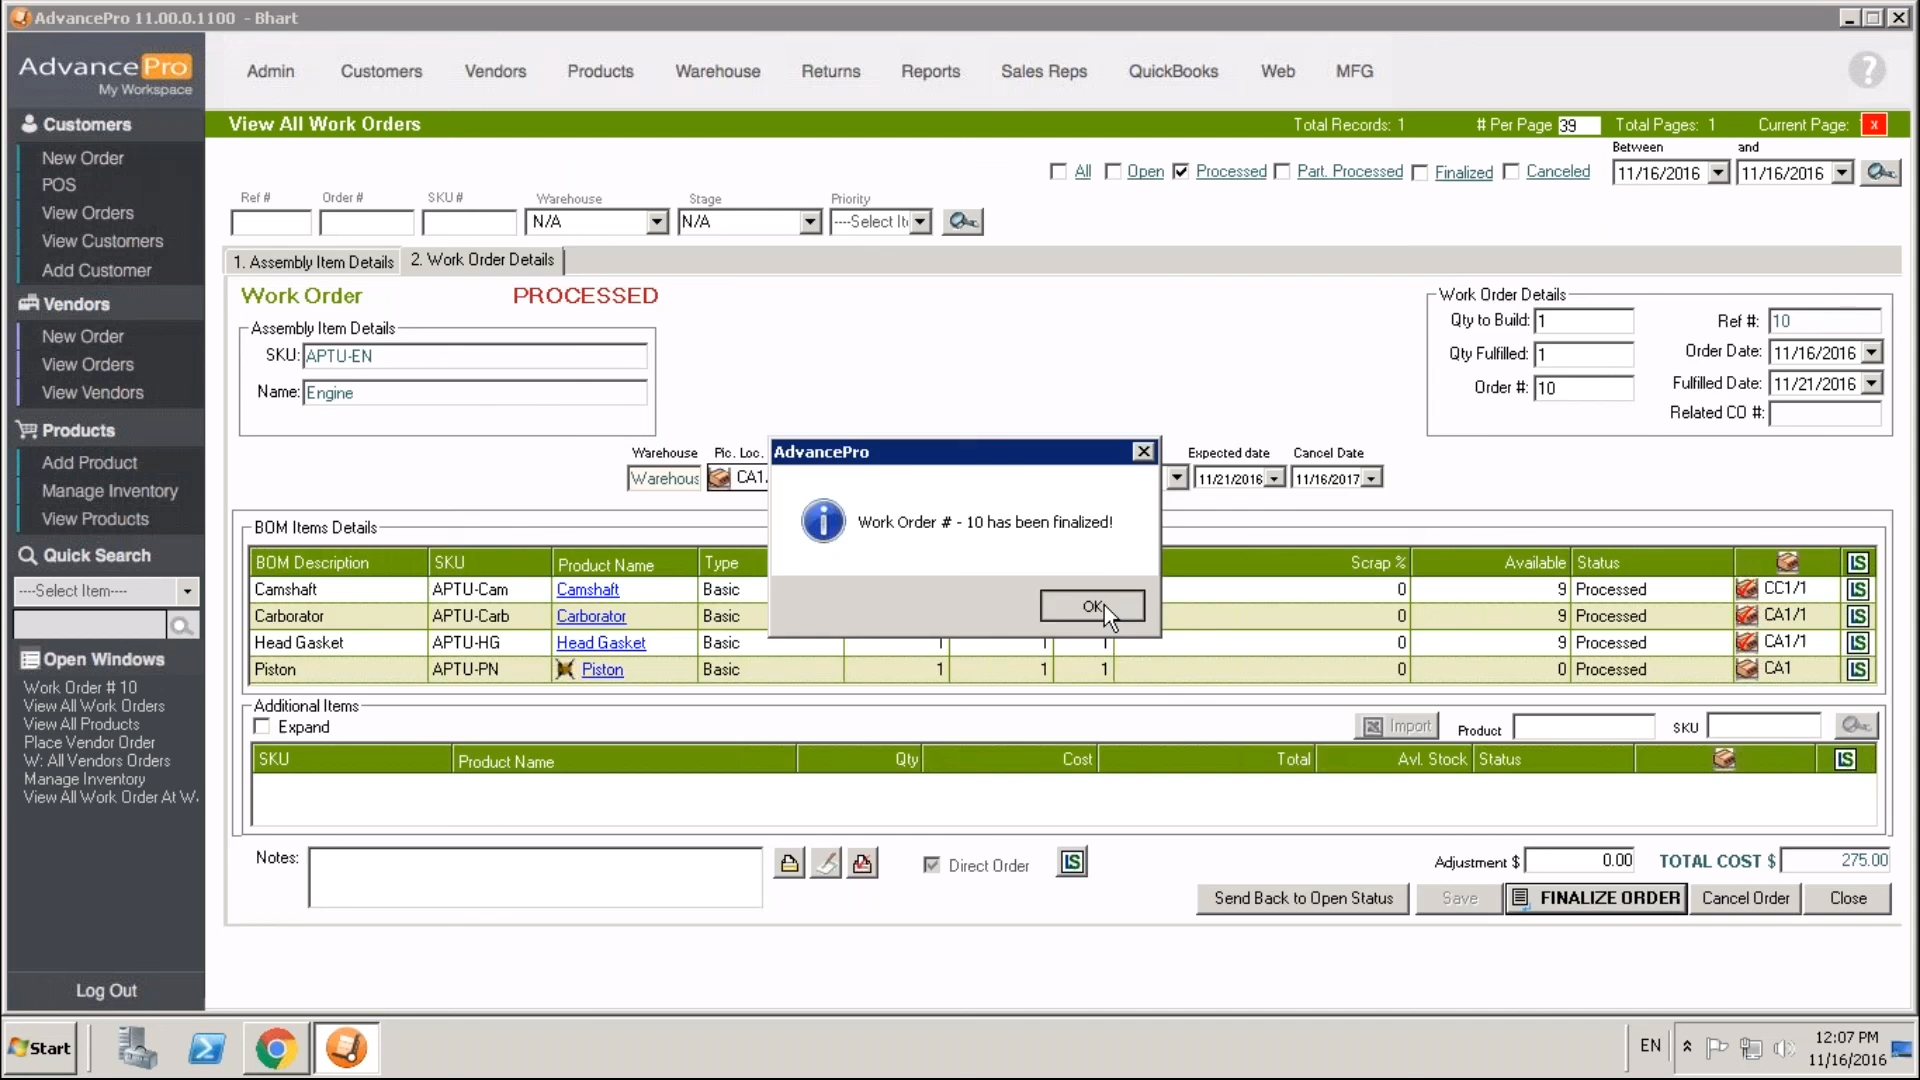 AdvancePro 11.00.0.1100 - Bhart
AdvancePro
My Workspace
Admin Customers Vendors Products Warehouse Returns Reports Sales Reps QuickBooks Web MFG
?
Customers
New Order
POS
View Orders
View Customers
Add Customer
Vendors
New Order
View Orders
View Vendors
Products
Add Product
Manage Inventory
View Products
Quick Search
----Select Item----
Open Windows
Work Order # 10
View All Work Orders
View All Products
Place Vendor Order
W: All Vendors Orders
Manage Inventory
View All Work Order At W
Log Out
View All Work Orders Total Records: 1 # Per Page 39 Total Pages: 1 Current Page: x
All Open Processed Part. Processed Finalized Canceled
Between and
11/16/2016 11/16/2016
Ref # Order # SKU # Warehouse Stage Priority
N/A N/A ----Select It
1. Assembly Item Details 2. Work Order Details
Work Order PROCESSED
Assembly Item Details
SKU: APTU-EN
Name: Engine
Work Order Details
Qty to Build: 1 Ref #: 10
Qty Fulfilled: 1 Order Date: 11/16/2016
Order #: 10 Fulfilled Date: 11/21/2016
Related CO #:
Warehouse Pic. Loc. Expected date Cancel Date
Warehous CA1. 11/21/2016 11/16/2017
AdvancePro
Work Order # - 10 has been finalized!
OK
BOM Items Details
BOM Description SKU Product Name Type Scrap % Available Status LS
Camshaft APTU-Cam Camshaft Basic 0 9 Processed CC1/1 LS
Carborator APTU-Carb Carborator Basic 0 9 Processed CA1/1 LS
Head Gasket APTU-HG Head Gasket Basic 1 1 1 0 9 Processed CA1/1 LS
Piston APTU-PN Piston Basic 1 1 1 0 0 Processed CA1 LS
Additional Items
Expand Import Product SKU
SKU Product Name Qty Cost Total Avl. Stock Status LS
Notes: Direct Order LS Adjustment $ 0.00 TOTAL COST $ 275.00
Send Back to Open Status Save FINALIZE ORDER Cancel Order Close
Start EN 12:07 PM
11/16/2016